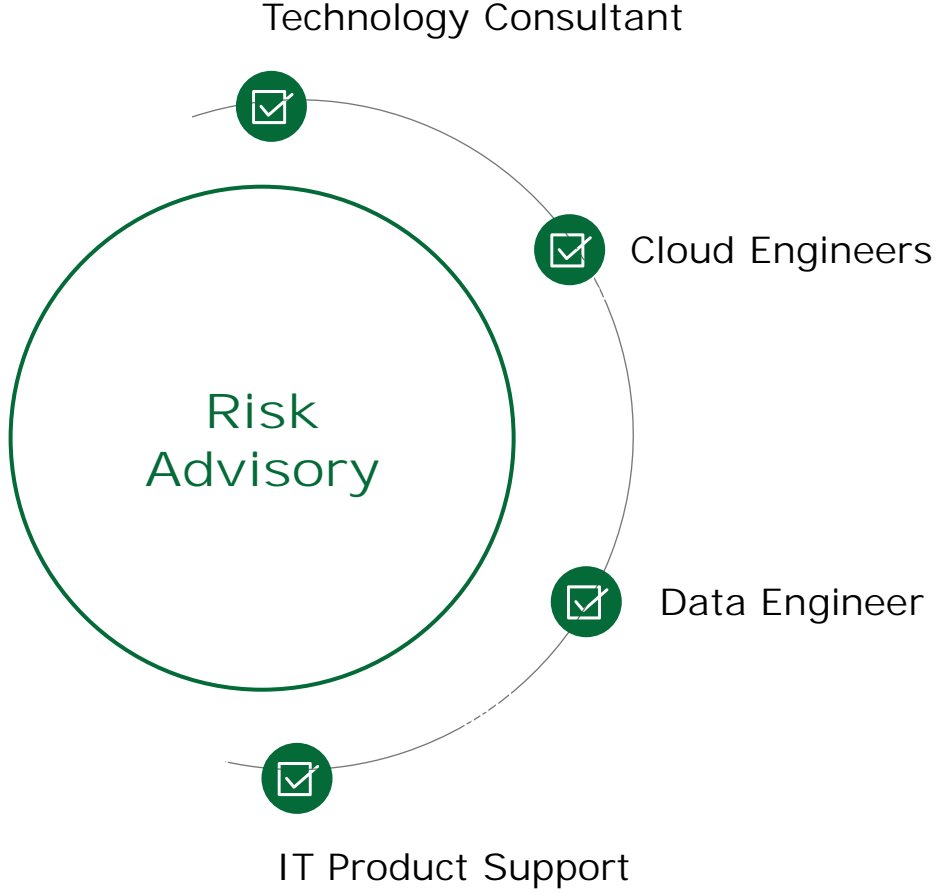 Technology Consultant
Cloud Engineers
Risk
Advisory
Data Engineer
IT Product Support